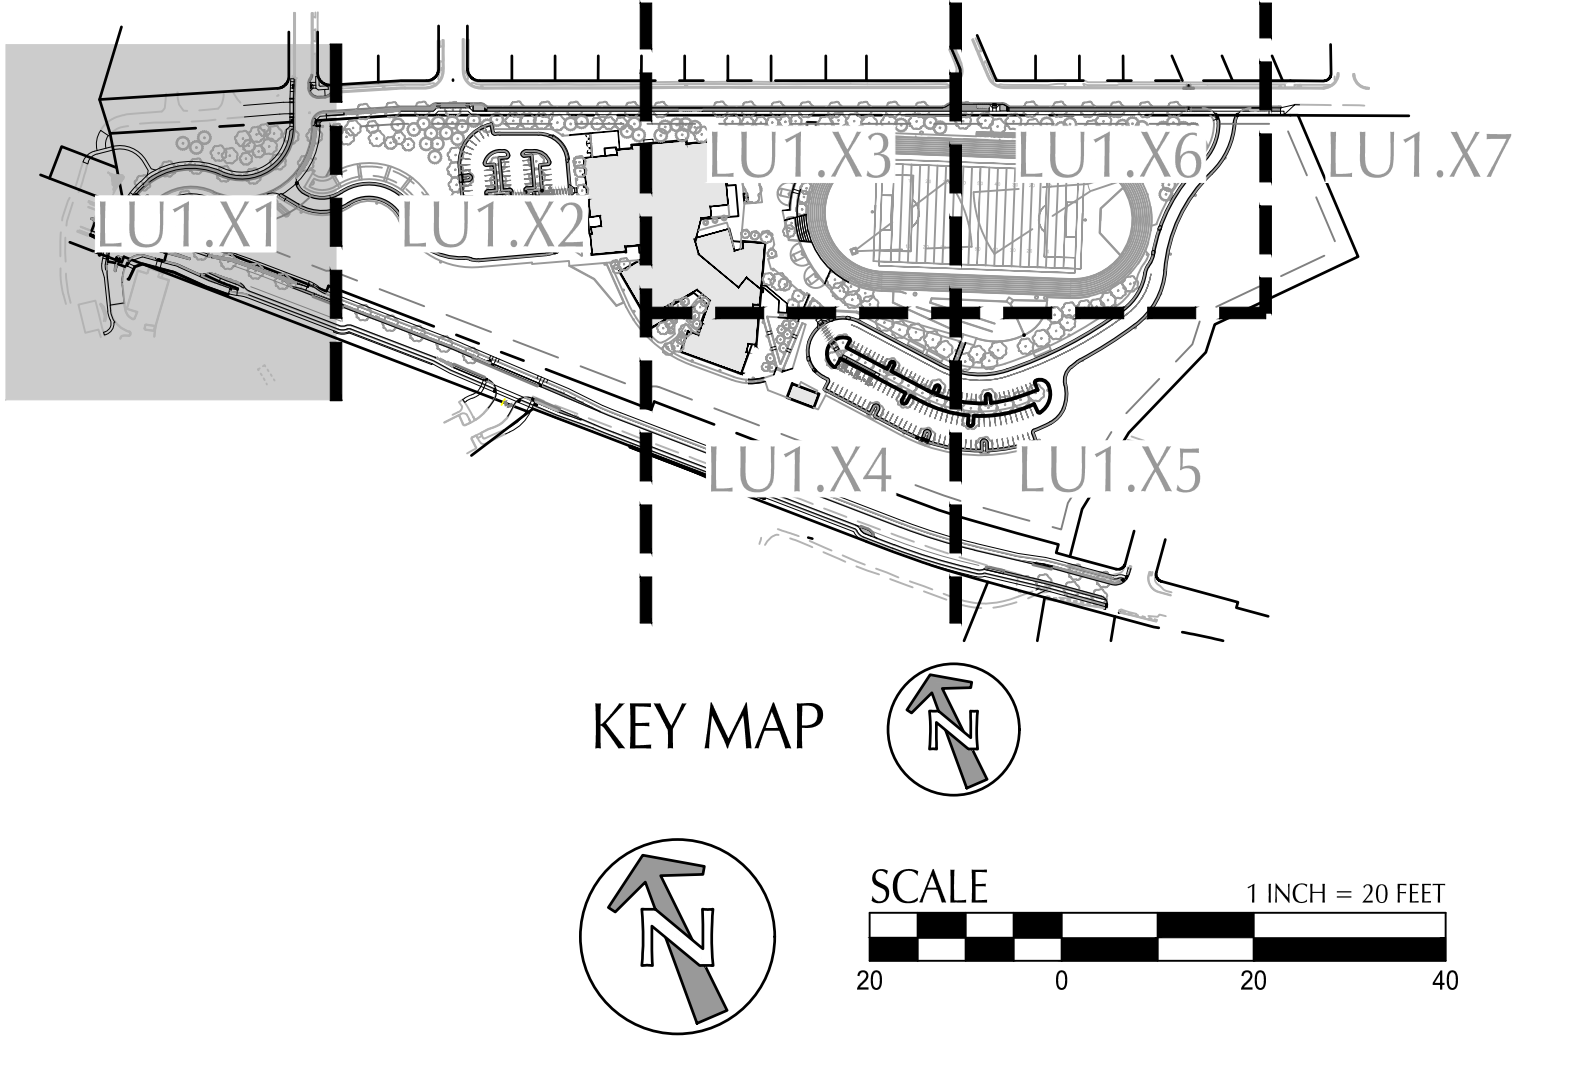 LU1.X3
LU1.X6
LU1.X7
LU1.X1
LU1.X2
LU1.X4
LU1.X5
KEY MAP
N
N
SCALE
1 INCH = 20 FEET
20 0 20 40